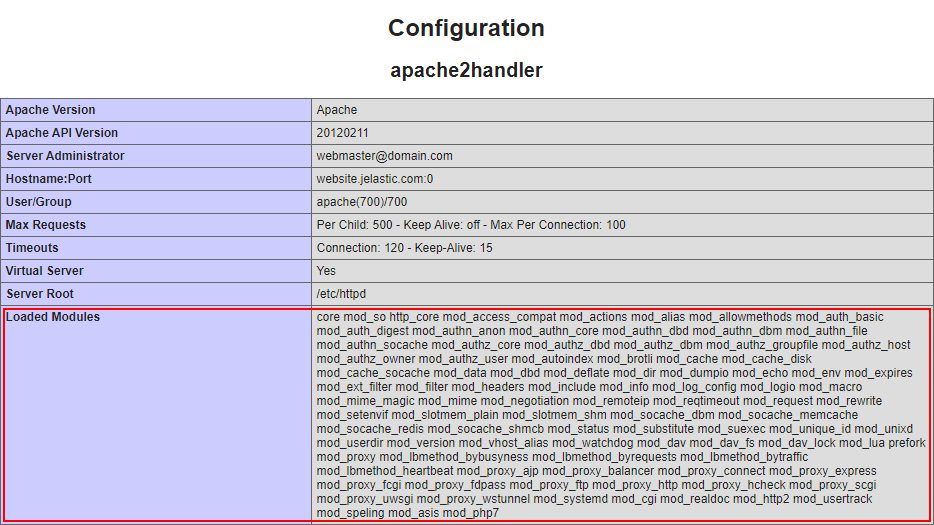 Configuration
apache2handler
Apache Version Apache
Apache API Version 20120211
Server Administrator webmaster@domain.com
Hostname:Port website.jelastic.com:0
User/Group apache(700)/700
Max Requests Per Child: 500 - Keep Alive: off - Max Per Connection: 100
Timeouts Connection: 120 - Keep-Alive: 15
Virtual Server Yes
Server Root /etc/httpd
Loaded Modules core mod_so http_core mod_access_compat mod_actions mod_alias mod_allowmethods mod_auth_basic
mod_auth_digest mod_authn_anon mod_authn_core mod_authn_dbd mod_authn_dbm mod_authn_file
mod_authn_socache mod_authz_core mod_authz_dbd mod_authz_dbm mod_authz_groupfile mod_authz_host
mod_authz_owner mod_authz_user mod_autoindex mod_brotli mod_cache mod_cache_disk
mod_cache_socache mod_data mod_dbd mod_deflate mod_dir mod_dumpio mod_echo mod_env mod_expires
mod_ext_filter mod_filter mod_headers mod_include mod_info mod_log_config mod_logio mod_macro
mod_mime_magic mod_mime mod_negotiation mod_remoteip mod_reqtimeout mod_request mod_rewrite
mod_setenvif mod_slotmem_plain mod_slotmem_shm mod_socache_dbm mod_socache_memcache
mod_socache_redis mod_socache_shmcb mod_status mod_substitute mod_suexec mod_unique_id mod_unixd
mod_userdir mod_version mod_vhost_alias mod_watchdog mod_dav mod_dav_fs mod_dav_lock mod_lua prefork
mod_proxy mod_lbmethod_bybusyness mod_lbmethod_byrequests mod_lbmethod_bytraffic
mod_lbmethod_heartbeat mod_proxy_ajp mod_proxy_balancer mod_proxy_connect mod_proxy_express
mod_proxy_fcgi mod_proxy_fdpass mod_proxy_ftp mod_proxy_http mod_proxy_hcheck mod_proxy_scgi
mod_proxy_uwsgi mod_proxy_wstunnel mod_systemd mod_cgi mod_realdoc mod_http2 mod_usertrack
mod_speling mod_asis mod_php7